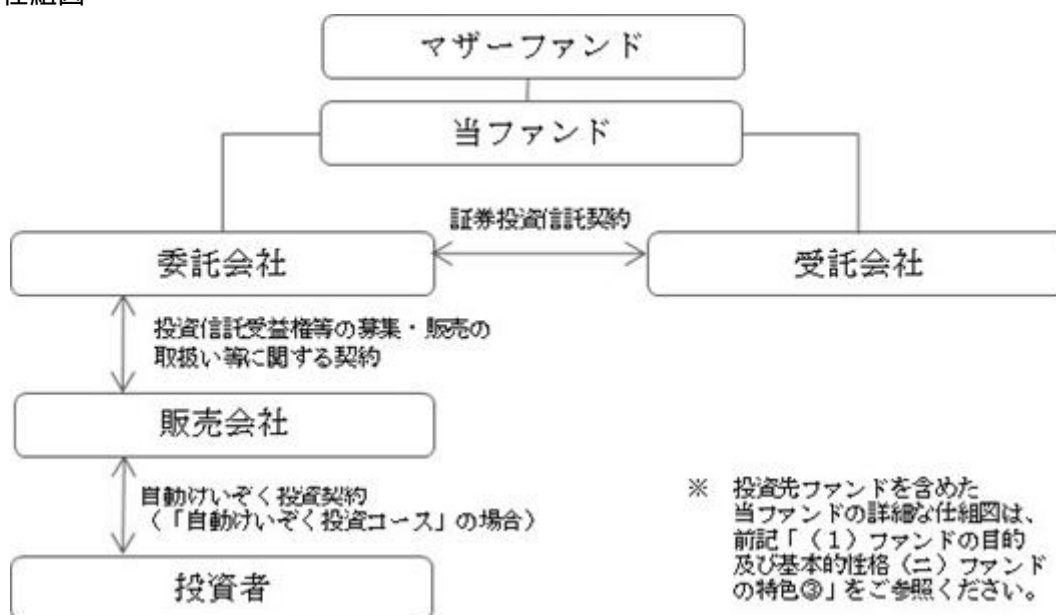 マザーファンド
当ファンド
証券投資信託契約
委託会社
受託会社
投資信託受益権等の募集・販売の
取扱い等に関する契約
販売会社
自動けいぞく投資契約
(「自動けいぞく投資コース」の場合)
※ 投資先ファンドを含めた
当ファンドの詳細な仕組図は、
前記「(1)ファンドの目的
及び基本的性格(ニ)ファンド
の特色③」をご参照ください。
投資者